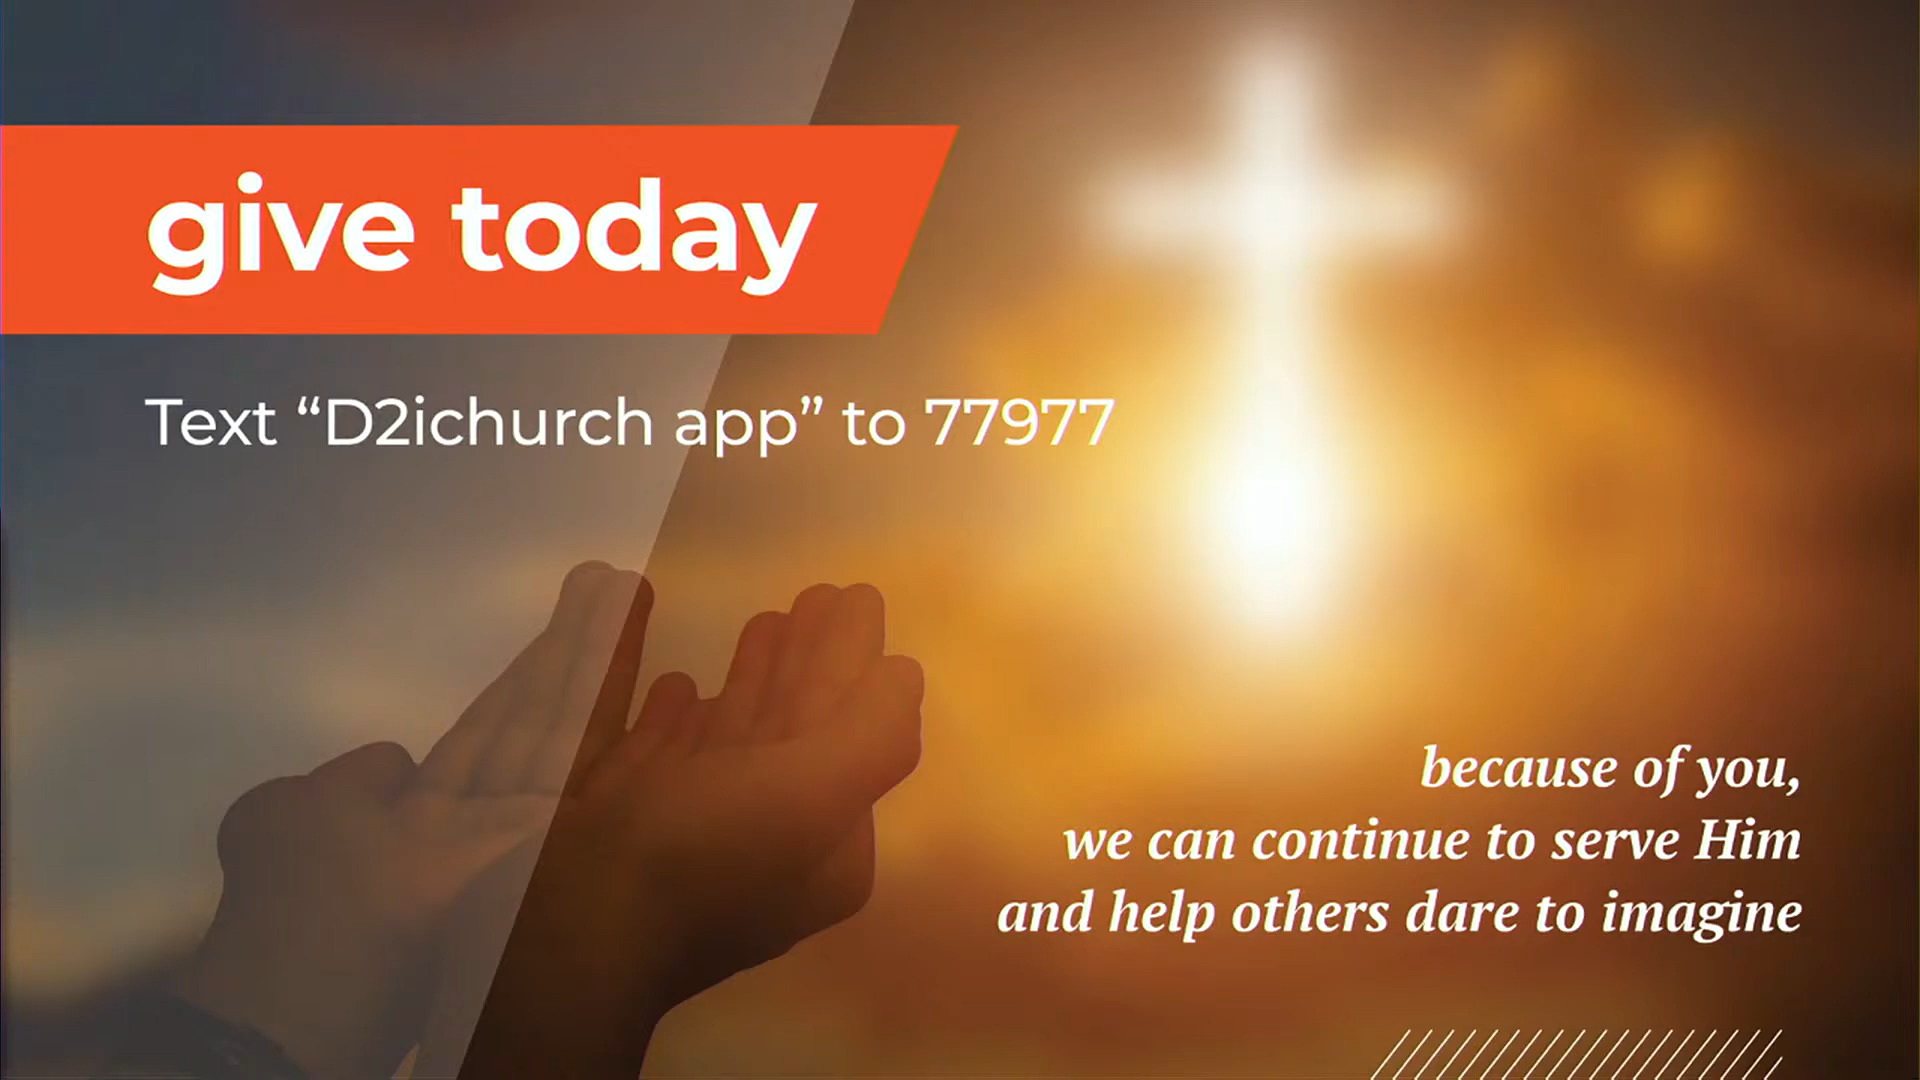 give today
Text “D2ichurch app” to 77977
because of you,
we can continue to serve Him
and help others dare to imagine